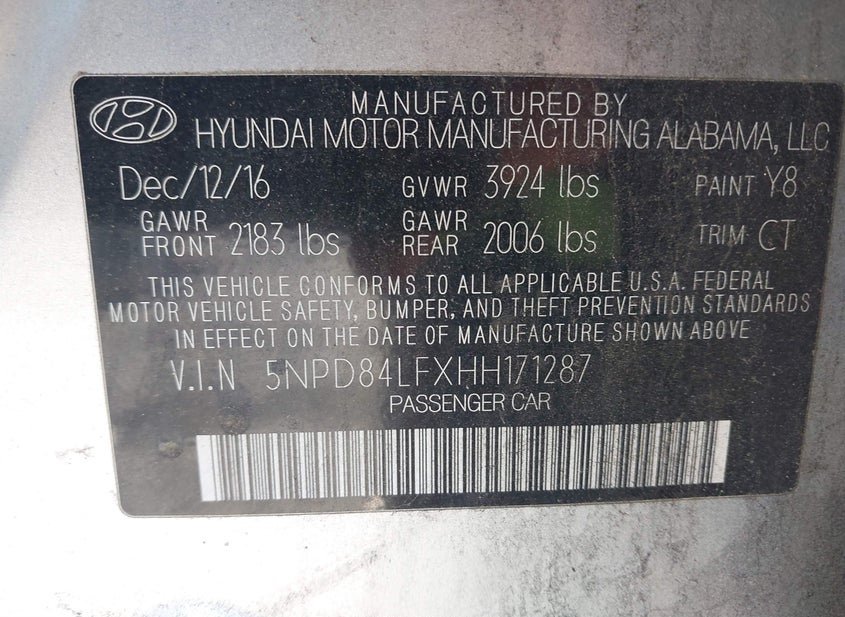 MANUFACTURED BY
HYUNDAI MOTOR MANUFACTURING ALABAMA, LLC
Dec/12/16 GVWR 3924 lbs PAINT Y8
GAWR FRONT 2183 lbs GAWR REAR 2006 lbs TRIM CT
THIS VEHICLE CONFORMS TO ALL APPLICABLE U.S.A. FEDERAL
MOTOR VEHICLE SAFETY, BUMPER, AND THEFT PREVENTION STANDARDS
IN EFFECT ON THE DATE OF MANUFACTURE SHOWN ABOVE
V.I.N 5NPD84LFXHH171287
PASSENGER CAR